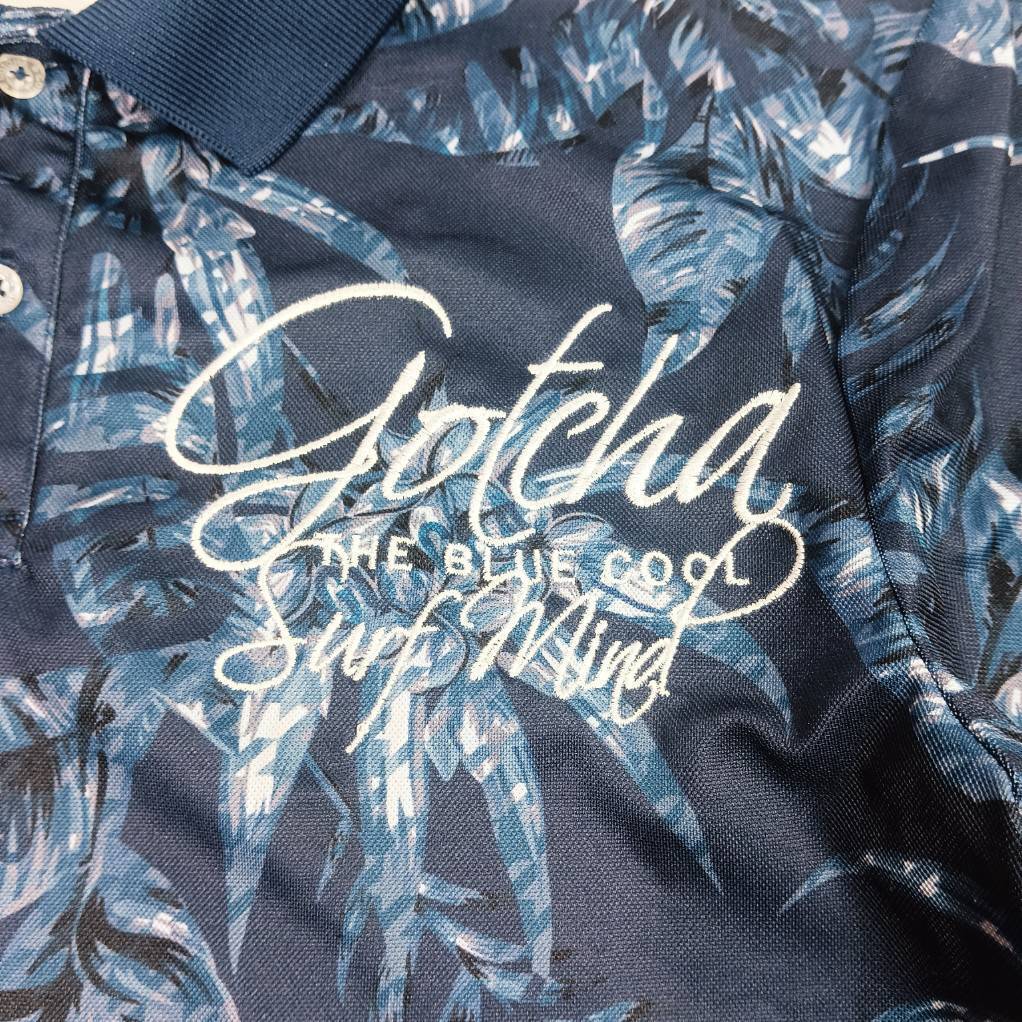 Gotcha
THE BLUE COOL
Surf Mind